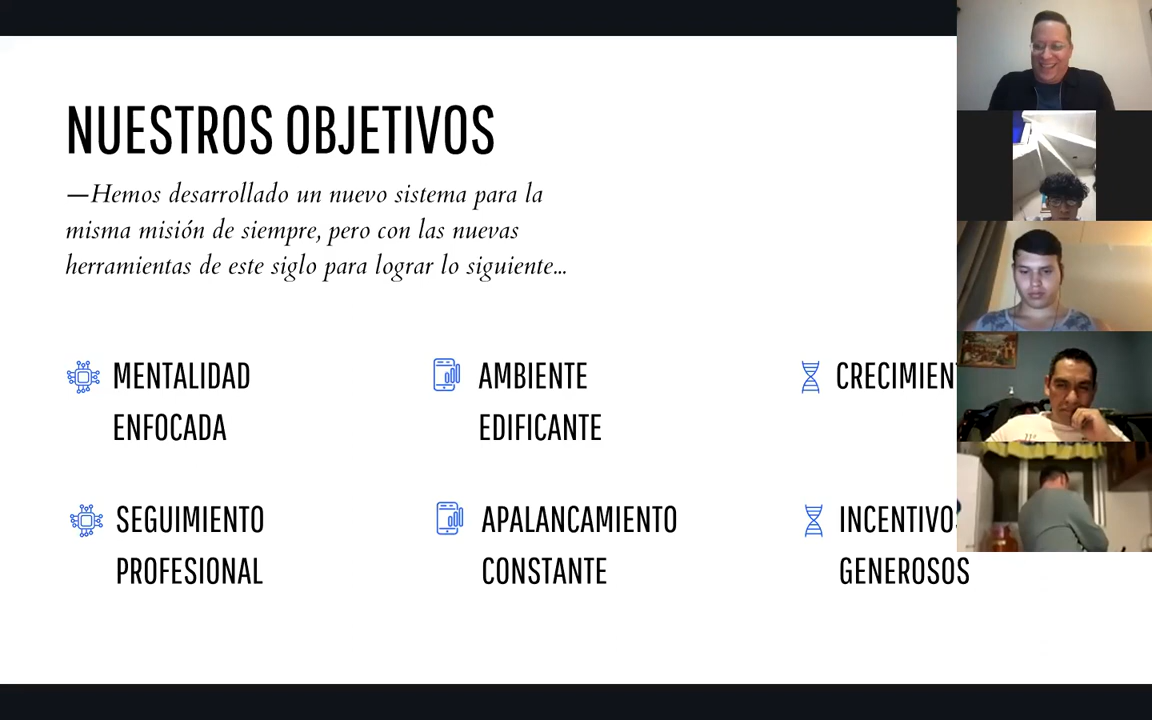 NUESTROS OBJETIVOS
—Hemos desarrollado un nuevo sistema para la
misma misión de siempre, pero con las nuevas
herramientas de este siglo para lograr lo siguiente...
MENTALIDAD
ENFOCADA
AMBIENTE
EDIFICANTE
CRECIMIEN
SEGUIMIENTO
PROFESIONAL
APALANCAMIENTO
CONSTANTE
INCENTIVOS
GENEROSOS